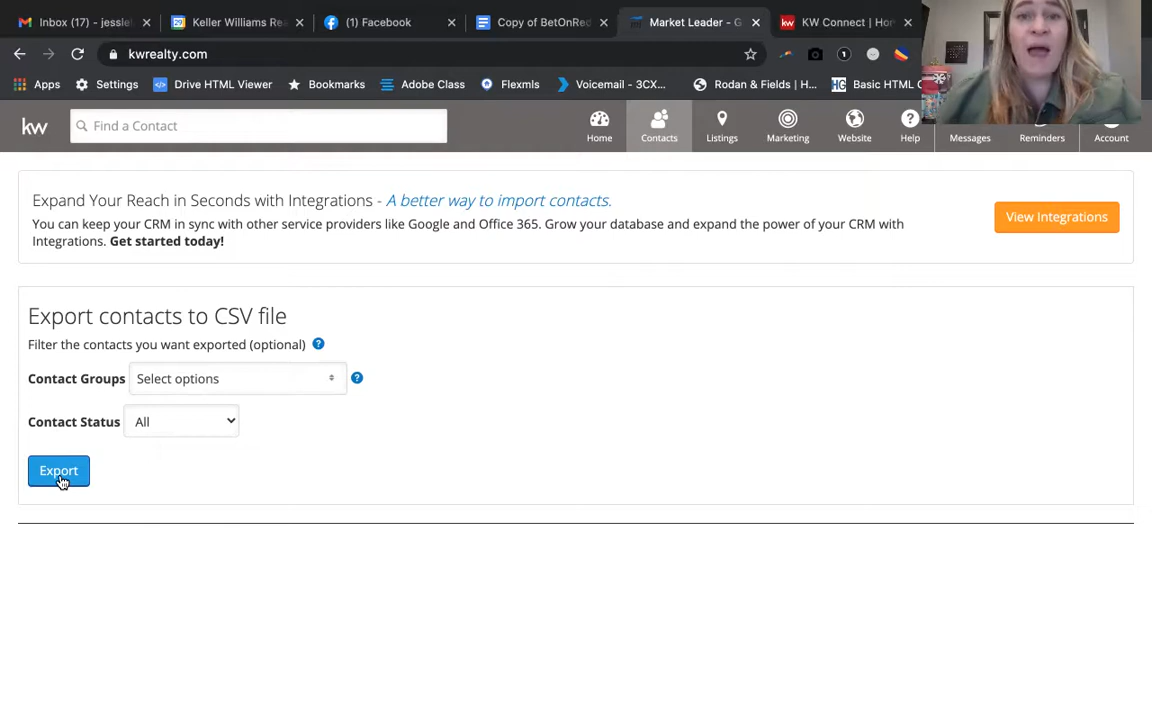 Inbox (17) - jessle
Keller Williams Re
(1) Facebook
Copy of BetOnRed
Market Leader - G
KW Connect | Hor
kwrealty.com
Apps
Settings
Drive HTML Viewer
Bookmarks
Adobe Class
Flexmls
Voicemail - 3CX...
Rodan & Fields | H...
HG Basic HTML C
kw
Find a Contact
Home
Contacts
Listings
Marketing
Website
Help
Messages
Reminders
Account
Expand Your Reach in Seconds with Integrations - A better way to import contacts.
You can keep your CRM in sync with other service providers like Google and Office 365. Grow your database and expand the power of your CRM with
Integrations. Get started today!
View Integrations
Export contacts to CSV file
Filter the contacts you want exported (optional) ?
Contact Groups Select options ?
Contact Status All
Export